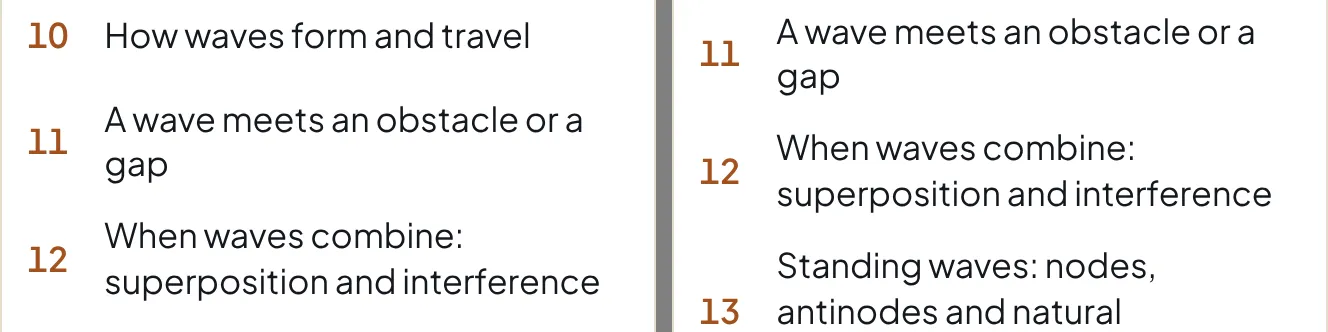 10 How waves form and travel
11 A wave meets an obstacle or a
gap
12 When waves combine:
superposition and interference
11 A wave meets an obstacle or a
gap
12 When waves combine:
superposition and interference
13 Standing waves: nodes,
antinodes and natural